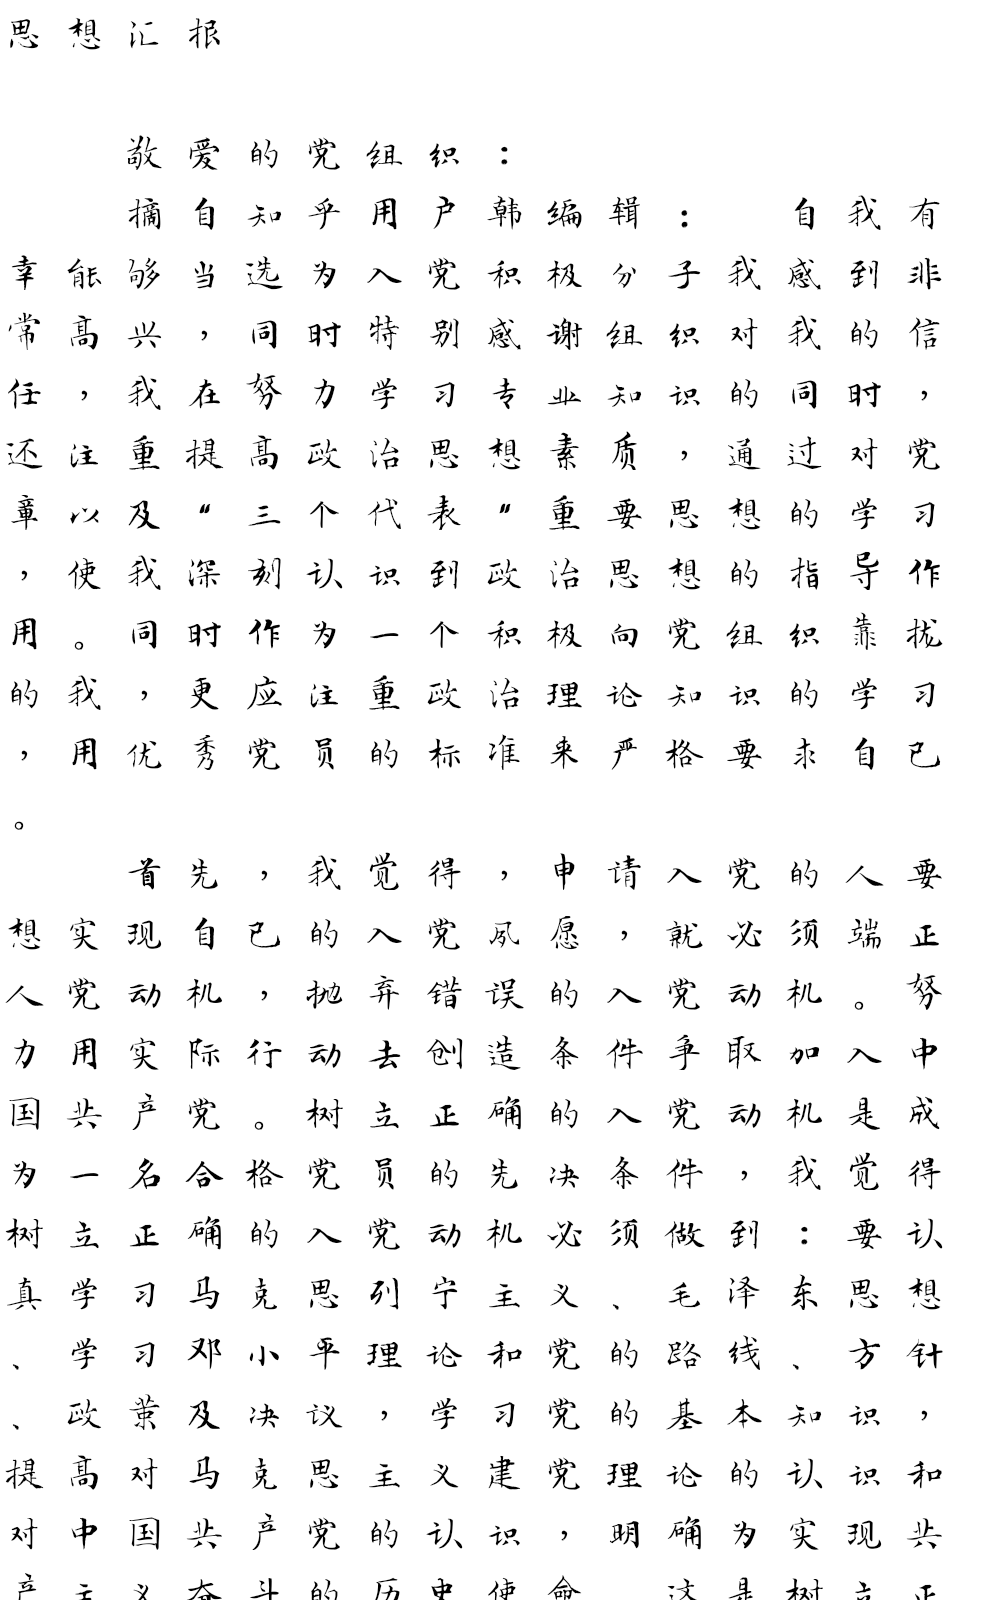 思想汇报
敬爱的党组织：
摘自知乎用户韩编辑： 自我有
幸能够当选为入党积极分子我感到非
常高兴，同时特别感谢组织对我的信
任，我在努力学习专业知识的同时，
还注重提高政治思想素质，通过对党
章以及“三个代表”重要思想的学习
，使我深刻认识到政治思想的指导作
用。同时作为一个积极向党组织靠拢
的我，更应注重政治理论知识的学习
，用优秀党员的标准来严格要求自己
。
首先，我觉得，申请入党的人要
想实现自己的入党夙愿，就必须端正
人党动机，抛弃错误的入党动机。努
力用实际行动去创造条件争取加入中
国共产党。树立正确的入党动机是成
为一名合格党员的先决条件，我觉得
树立正确的入党动机必须做到：要认
真学习马克思列宁主义、毛泽东思想
、学习邓小平理论和党的路线、方针
、政策及决议，学习党的基本知识，
提高对马克思主义建党理论的认识和
对中国共产党的认识，明确为实现共
产主义奋斗的历史使命 这是树立正